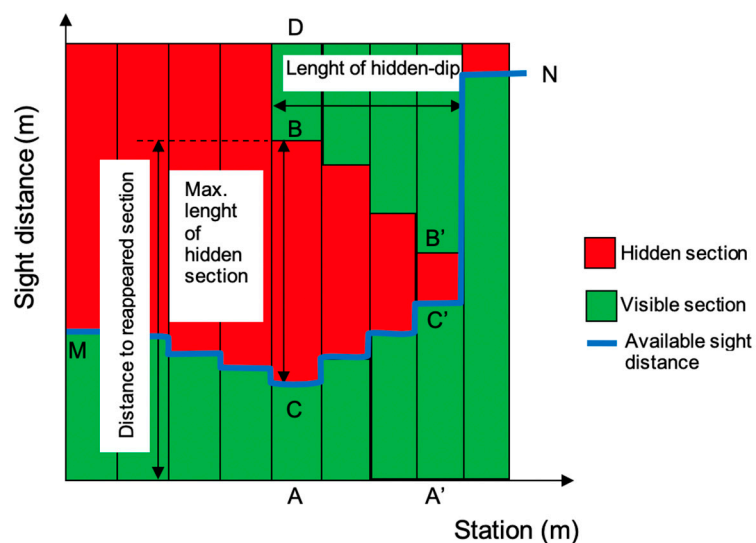 D
Lenght of hidden-dip
N
B
Max.
lenght
of
hidden
section
Distance to reappeared section
Sight distance (m)
B'
C'
M
C
A
A'
Station (m)
Hidden section
Visible section
Available sight
distance